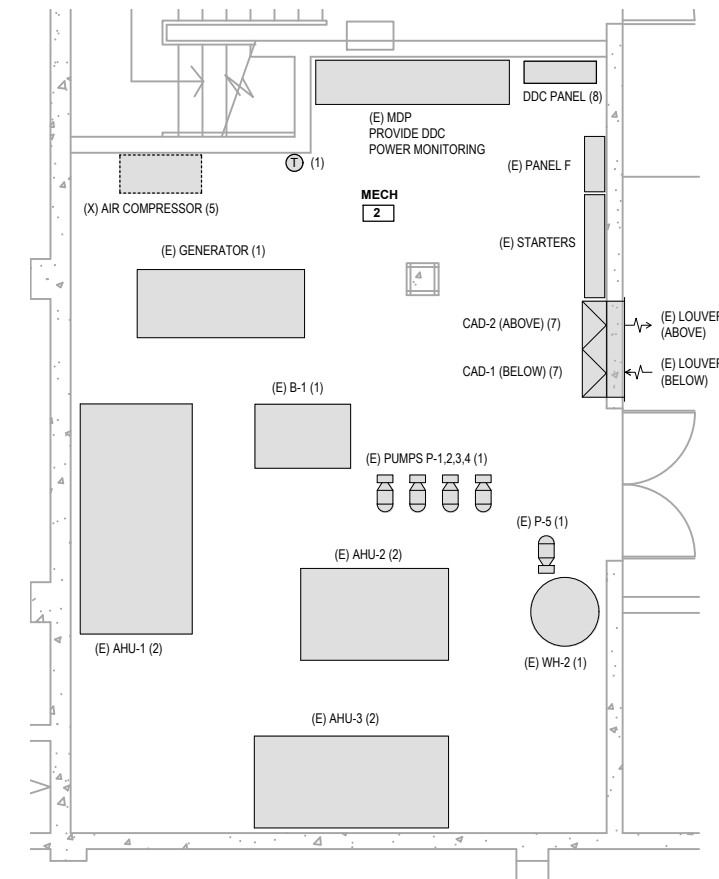 DDC PANEL (8)
(E) MDP
PROVIDE DDC
POWER MONITORING
T (1)
(E) PANEL F
(X) AIR COMPRESSOR (5)
MECH
2
(E) STARTERS
(E) GENERATOR (1)
CAD-2 (ABOVE) (7)
(E) LOUVER
(ABOVE)
CAD-1 (BELOW) (7)
(E) LOUVER
(BELOW)
(E) B-1 (1)
(E) PUMPS P-1,2,3,4 (1)
(E) P-5 (1)
(E) AHU-2 (2)
(E) AHU-1 (2)
(E) WH-2 (1)
(E) AHU-3 (2)